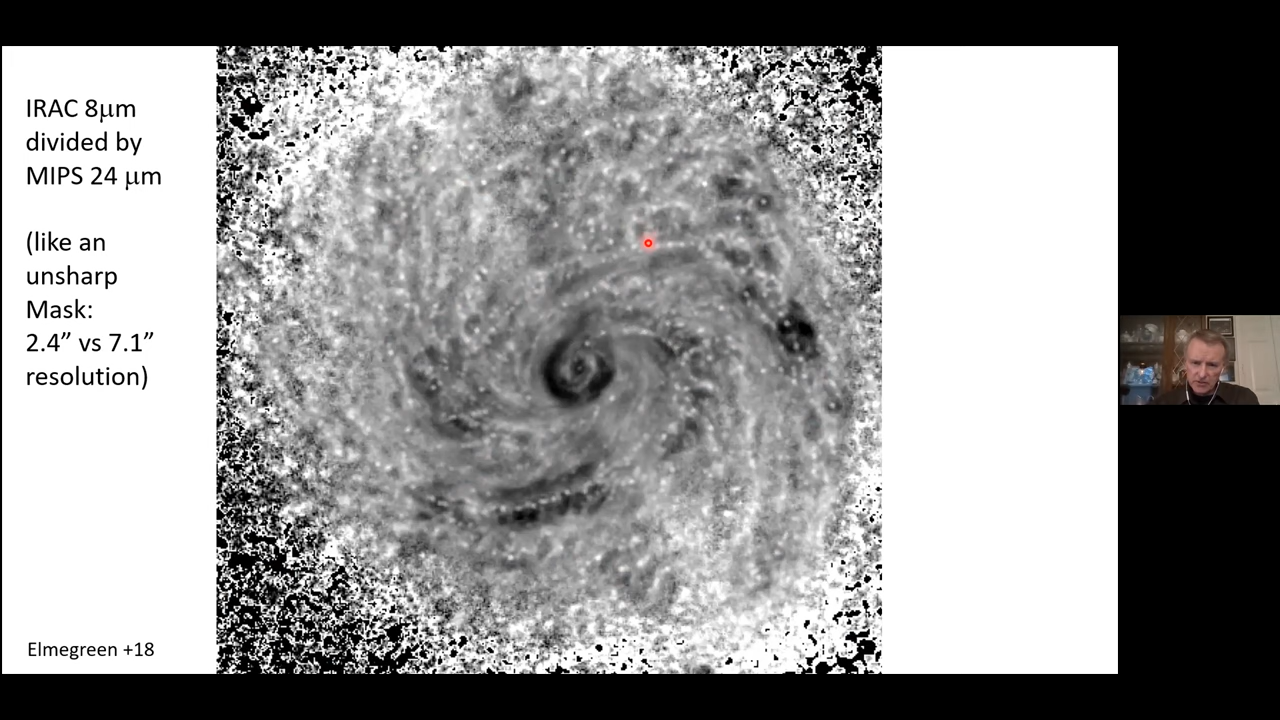 IRAC 8μm
divided by
MIPS 24 μm
(like an
unsharp
Mask:
2.4” vs 7.1”
resolution)
Elmegreen +18